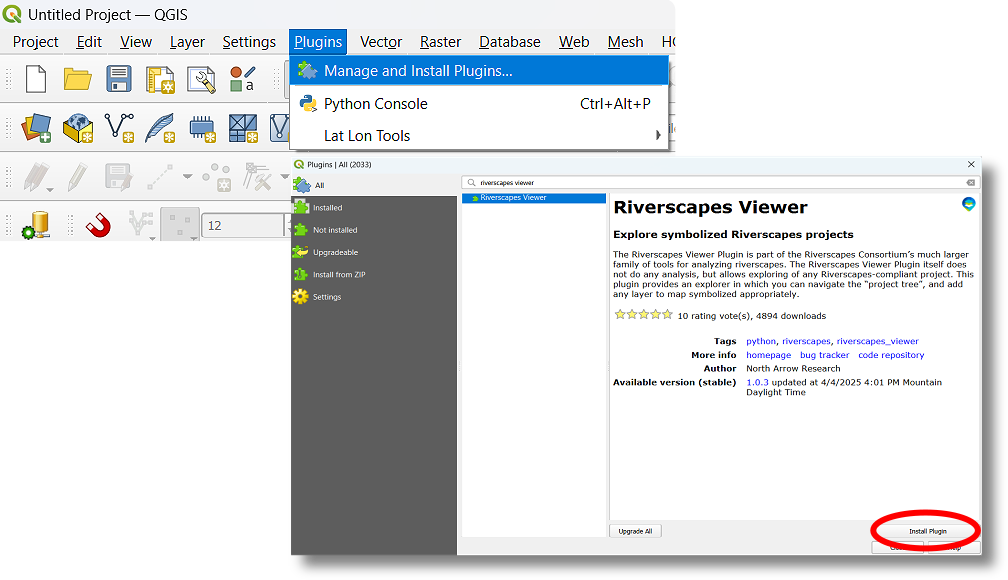 Untitled Project — QGIS
Project Edit View Layer Settings Plugins Vector Raster Database Web Mesh
Manage and Install Plugins...
Python Console Ctrl+Alt+P
Lat Lon Tools
a
12
Plugins | All (2033)
All
Installed
Not installed
Upgradeable
Install from ZIP
Settings
riverscapes viewer
Riverscapes Viewer
Riverscapes Viewer
Explore symbolized Riverscapes projects
The Riverscapes Viewer Plugin is part of the Riverscapes Consortium's much larger
family of tools for analyzing riverscapes. The Riverscapes Viewer Plugin itself does
not do any analysis, but allows exploring of any Riverscapes-compliant project. This
plugin provides an explorer in which you can navigate the "project tree", and add
any layer to map symbolized appropriately.
10 rating vote(s), 4894 downloads
Tags python, riverscapes, riverscapes_viewer
More info homepage bug tracker code repository
Author North Arrow Research
Available version (stable) 1.0.3 updated at 4/4/2025 4:01 PM Mountain
Daylight Time
Upgrade All
Install Plugin